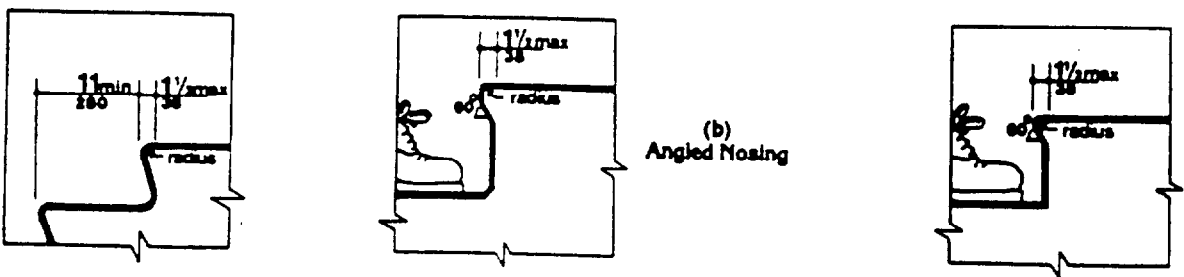 11min
280
1½max
38
radius
1½max
38
60
radius
(b)
Angled Nosing
1½max
38
60
radius